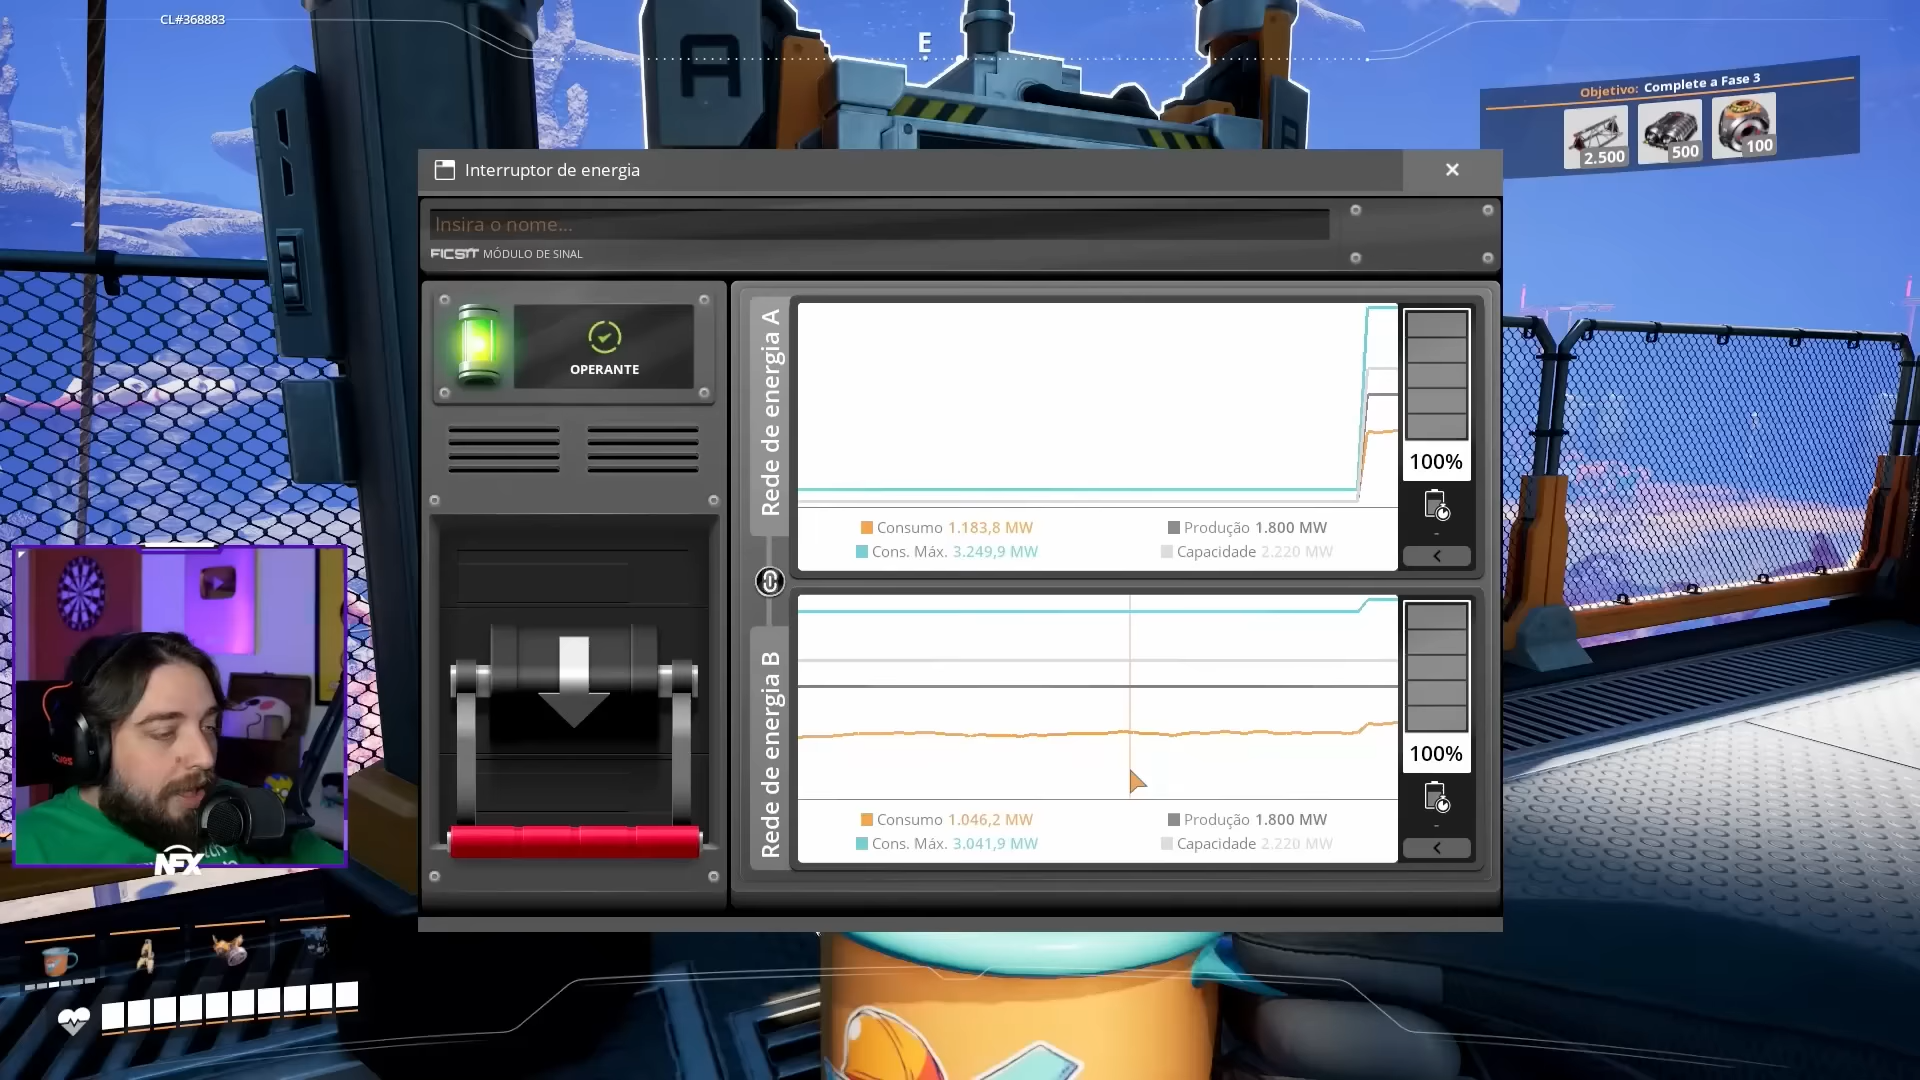 CL#368883
E
A
Objetivo: Complete a Fase 3
2.500
500
100
Interruptor de energia
Insira o nome...
FICSIT MÓDULO DE SINAL
OPERANTE
Rede de energia A
Consumo 1.183,8 MW
Produção 1.800 MW
Cons. Máx. 3.249,9 MW
Capacidade 2.220 MW
100%
-
Rede de energia B
Consumo 1.046,2 MW
Produção 1.800 MW
Cons. Máx. 3.041,9 MW
Capacidade 2.220 MW
100%
-
NFX